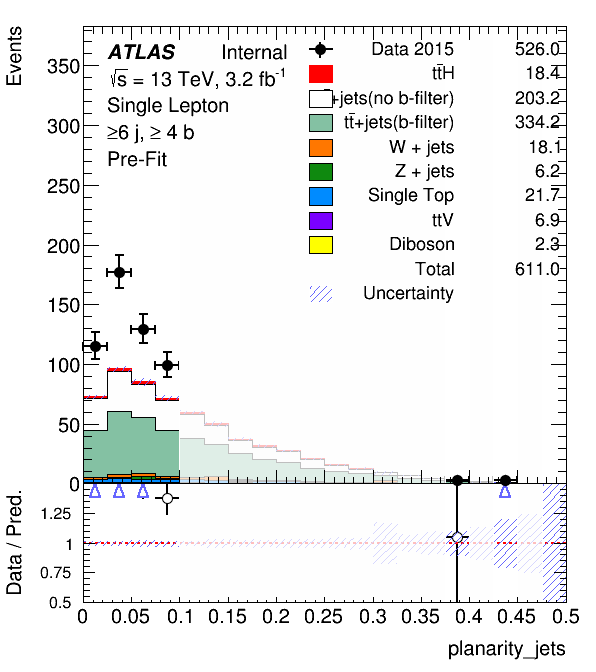 Events
ATLAS Internal
√s = 13 TeV, 3.2 fb⁻¹
Single Lepton
≥6 j, ≥ 4 b
Pre-Fit
Data 2015 526.0
tt̄H 18.4
+jets(no b-filter) 203.2
tt̄+jets(b-filter) 334.2
W + jets 18.1
Z + jets 6.2
Single Top 21.7
ttV 6.9
Diboson 2.3
Total 611.0
Uncertainty
350
300
250
200
150
100
50
0
Data / Pred.
1.25
1
0.75
0.5
0 0.05 0.1 0.15 0.2 0.25 0.3 0.35 0.4 0.45 0.5
planarity_jets